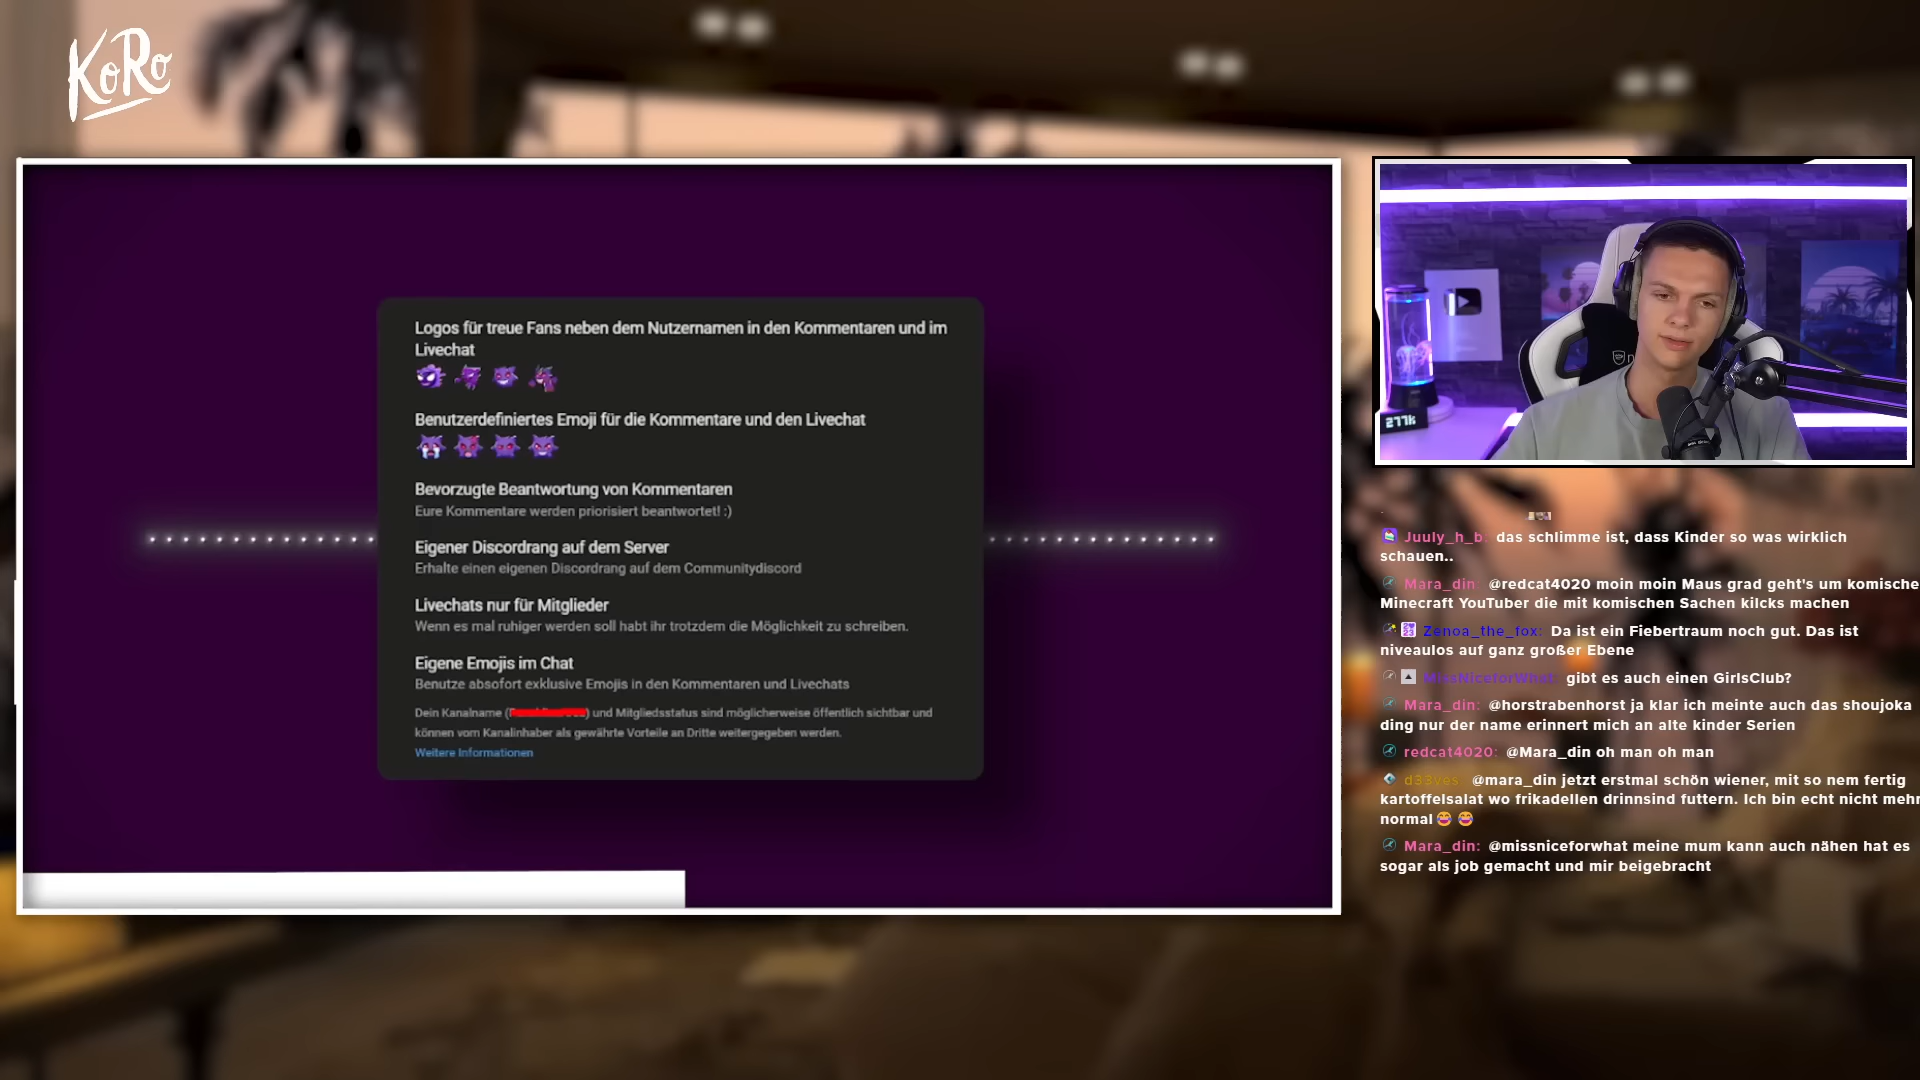 KoRo
Logos für treue Fans neben dem Nutzernamen in den Kommentaren und im
Livechat
Benutzerdefiniertes Emoji für die Kommentare und den Livechat
Bevorzugte Beantwortung von Kommentaren
Eure Kommentare werden priorisiert beantwortet! :)
Eigener Discordrang auf dem Server
Erhalte einen eigenen Discordrang auf dem Communitydiscord
Livechats nur für Mitglieder
Wenn es mal ruhiger werden soll habt ihr trotzdem die Möglichkeit zu schreiben.
Eigene Emojis im Chat
Benutze absofort exklusive Emojis in den Kommentaren und Livechats
Dein Kanalname ( ) und Mitgliedsstatus sind möglicherweise öffentlich sichtbar und
können vom Kanalinhaber als gewährte Vorteile an Dritte weitergegeben werden.
Weitere Informationen
277k
Juuly_h_b: das schlimme ist, dass Kinder so was wirklich
schauen..
Mara_din: @redcat4020 moin moin Maus grad geht's um komische
Minecraft YouTuber die mit komischen Sachen kilcks machen
Zenoa_the_fox: Da ist ein Fiebertraum noch gut. Das ist
niveaulos auf ganz großer Ebene
MissNiceforWhat: gibt es auch einen GirlsClub?
Mara_din: @horstrabenhorst ja klar ich meinte auch das shoujoka
ding nur der name erinnert mich an alte kinder Serien
redcat4020: @Mara_din oh man oh man
d33yes: @mara_din jetzt erstmal schön wiener, mit so nem fertig
kartoffelsalat wo frikadellen drinnsind futtern. Ich bin echt nicht mehr
normal 😂 😂
Mara_din: @missniceforwhat meine mum kann auch nähen hat es
sogar als job gemacht und mir beigebracht